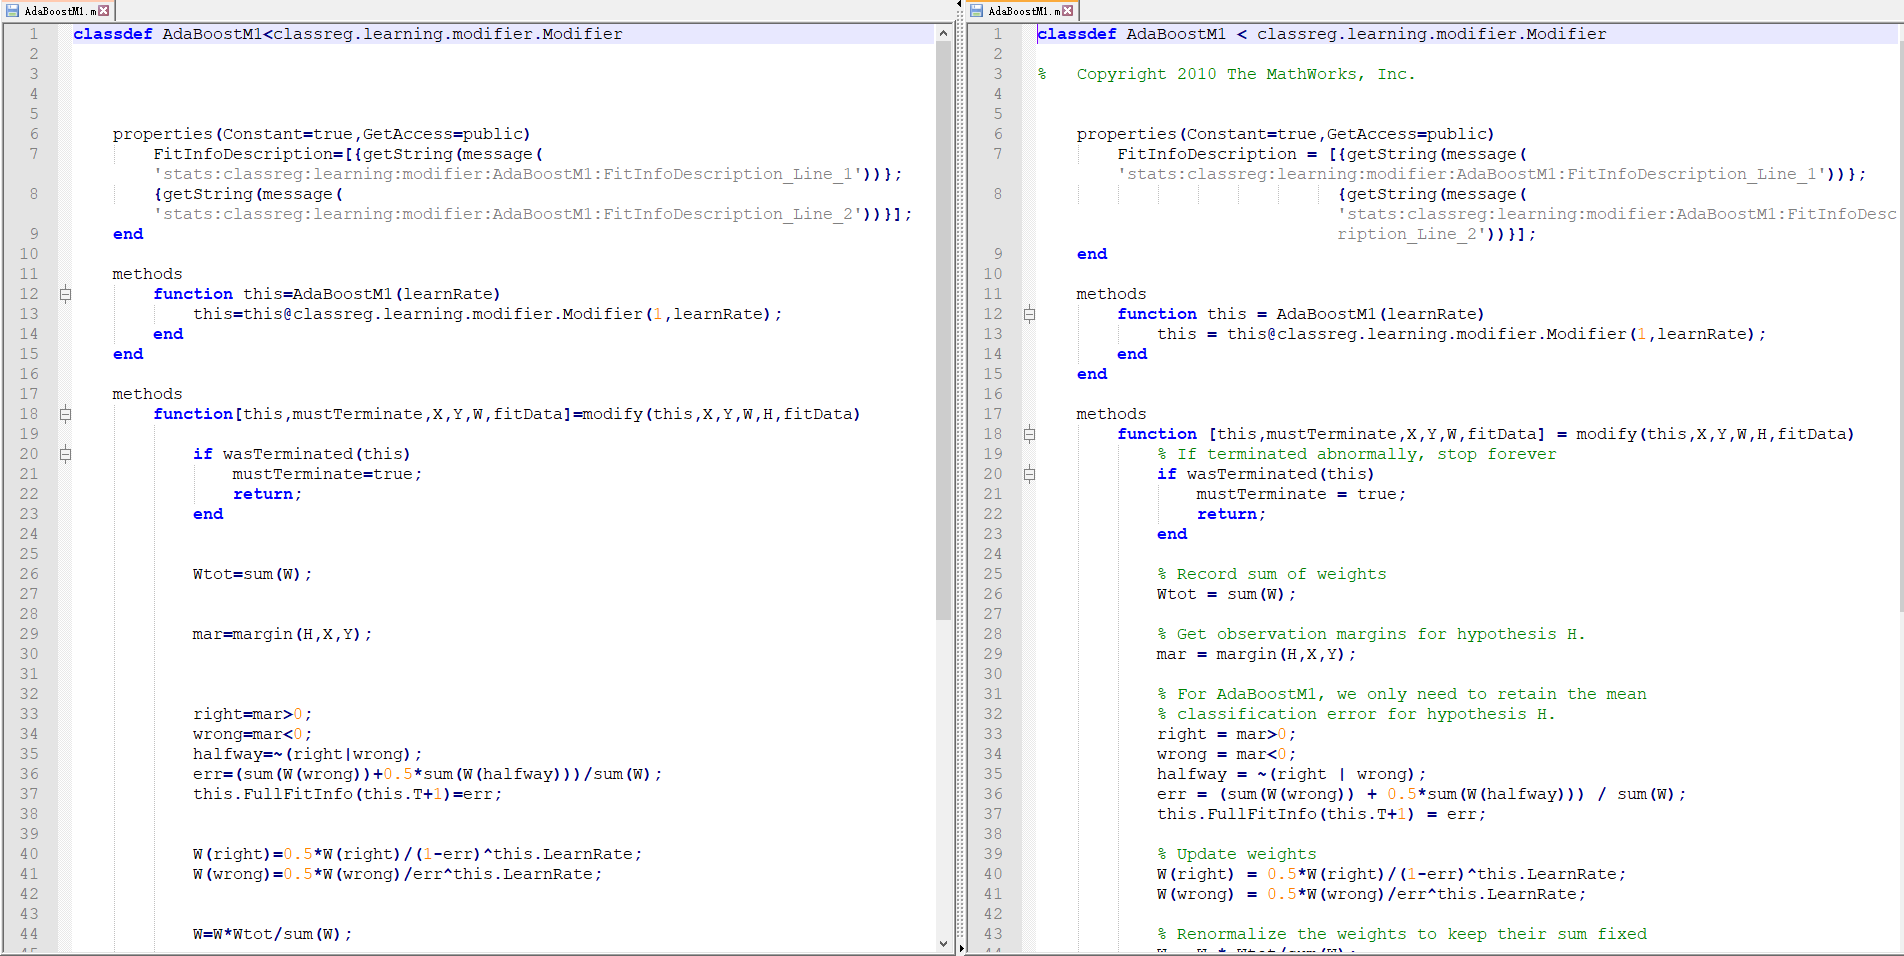 AdaBoostM1.m
1 classdef AdaBoostM1<classreg.learning.modifier.Modifier
2
3
4
5
6 properties(Constant=true,GetAccess=public)
7 FitInfoDescription=[{getString(message(
'stats:classreg:learning:modifier:AdaBoostM1:FitInfoDescription_Line_1'))};
8 {getString(message(
'stats:classreg:learning:modifier:AdaBoostM1:FitInfoDescription_Line_2'))}];
9 end
10
11 methods
12 function this=AdaBoostM1(learnRate)
13 this=this@classreg.learning.modifier.Modifier(1,learnRate);
14 end
15 end
16
17 methods
18 function[this,mustTerminate,X,Y,W,fitData]=modify(this,X,Y,W,H,fitData)
19
20 if wasTerminated(this)
21 mustTerminate=true;
22 return;
23 end
24
25
26 Wtot=sum(W);
27
28
29 mar=margin(H,X,Y);
30
31
32
33 right=mar>0;
34 wrong=mar<0;
35 halfway=~(right|wrong);
36 err=(sum(W(wrong))+0.5*sum(W(halfway)))/sum(W);
37 this.FullFitInfo(this.T+1)=err;
38
39
40 W(right)=0.5*W(right)/(1-err)^this.LearnRate;
41 W(wrong)=0.5*W(wrong)/err^this.LearnRate;
42
43
44 W=W*Wtot/sum(W);
AdaBoostM1.m
1 classdef AdaBoostM1 < classreg.learning.modifier.Modifier
2
3 %   Copyright 2010 The MathWorks, Inc.
4
5
6 properties(Constant=true,GetAccess=public)
7 FitInfoDescription = [{getString(message(
'stats:classreg:learning:modifier:AdaBoostM1:FitInfoDescription_Line_1'))};
8 {getString(message(
'stats:classreg:learning:modifier:AdaBoostM1:FitInfoDesc
ription_Line_2'))}];
9 end
10
11 methods
12 function this = AdaBoostM1(learnRate)
13 this = this@classreg.learning.modifier.Modifier(1,learnRate);
14 end
15 end
16
17 methods
18 function [this,mustTerminate,X,Y,W,fitData] = modify(this,X,Y,W,H,fitData)
19 % If terminated abnormally, stop forever
20 if wasTerminated(this)
21 mustTerminate = true;
22 return;
23 end
24
25 % Record sum of weights
26 Wtot = sum(W);
27
28 % Get observation margins for hypothesis H.
29 mar = margin(H,X,Y);
30
31 % For AdaBoostM1, we only need to retain the mean
32 % classification error for hypothesis H.
33 right = mar>0;
34 wrong = mar<0;
35 halfway = ~(right | wrong);
36 err = (sum(W(wrong)) + 0.5*sum(W(halfway))) / sum(W);
37 this.FullFitInfo(this.T+1) = err;
38
39 % Update weights
40 W(right) = 0.5*W(right)/(1-err)^this.LearnRate;
41 W(wrong) = 0.5*W(wrong)/err^this.LearnRate;
42
43 % Renormalize the weights to keep their sum fixed